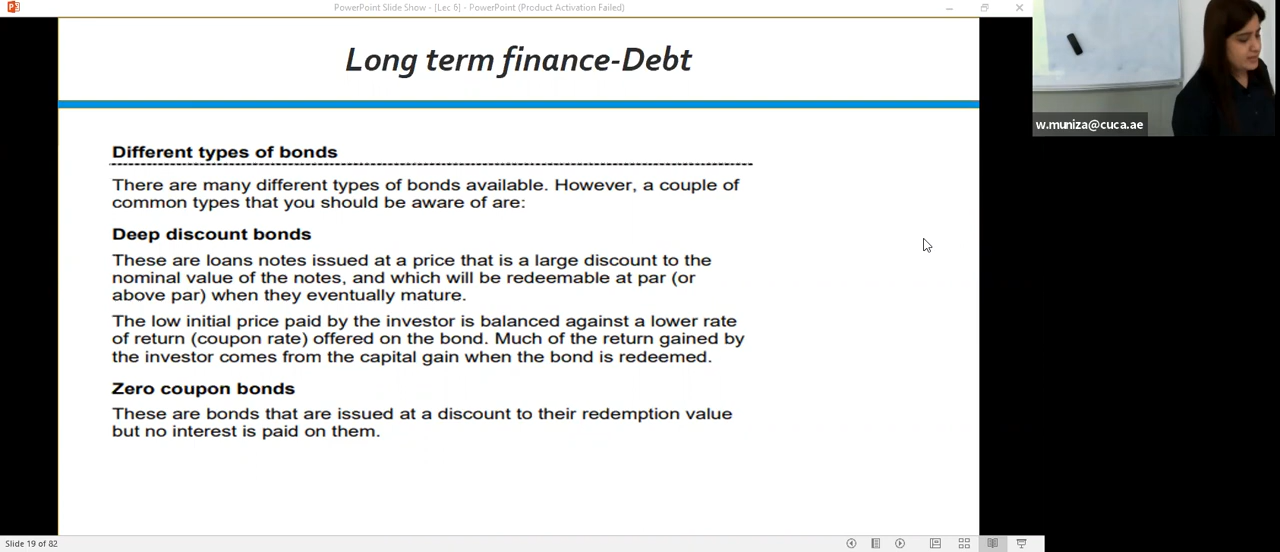 PowerPoint Slide Show - [Lec 6] - PowerPoint (Product Activation Failed)
Long term finance-Debt
w.muniza@cuca.ae
Different types of bonds
There are many different types of bonds available. However, a couple of
common types that you should be aware of are:
Deep discount bonds
These are loans notes issued at a price that is a large discount to the
nominal value of the notes, and which will be redeemable at par (or
above par) when they eventually mature.
The low initial price paid by the investor is balanced against a lower rate
of return (coupon rate) offered on the bond. Much of the return gained by
the investor comes from the capital gain when the bond is redeemed.
Zero coupon bonds
These are bonds that are issued at a discount to their redemption value
but no interest is paid on them.
Slide 19 of 82